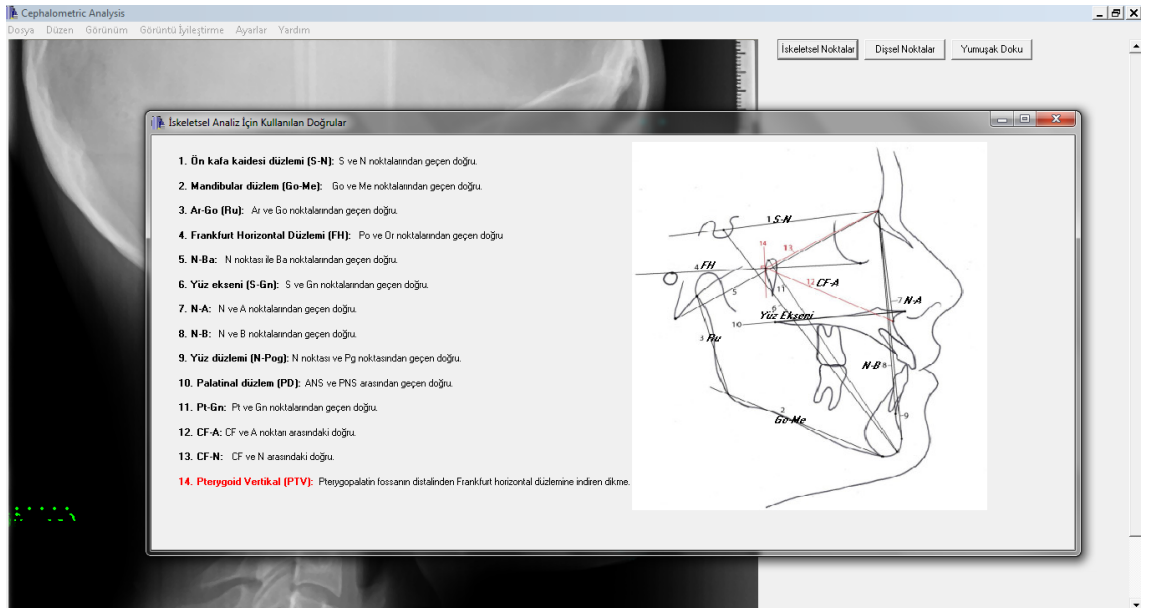 Cephalometric Analysis
Dosya Düzen Görünüm Görüntü İyileştirme Ayarlar Yardım
İskeletsel Noktalar Dişsel Noktalar Yumuşak Doku
İskeletsel Analiz İçin Kullanılan Doğrular
1. Ön kafa kaidesi düzlemi (S-N): S ve N noktalarından geçen doğru.
2. Mandibular düzlem (Go-Me): Go ve Me noktalarından geçen doğru.
3. Ar-Go (Ru): Ar ve Go noktalarından geçen doğru.
4. Frankfurt Horizontal Düzlemi (FH): Po ve Or noktalarından geçen doğru
5. N-Ba: N noktası ile Ba noktalarından geçen doğru.
6. Yüz ekseni (S-Gn): S ve Gn noktalarından geçen doğru.
7. N-A: N ve A noktalarından geçen doğru.
8. N-B: N ve B noktalarından geçen doğru.
9. Yüz düzlemi (N-Pog): N noktası ve Pg noktasından geçen doğru.
10. Palatinal düzlem (PD): ANS ve PNS arasından geçen doğru.
11. Pt-Gn: Pt ve Gn noktalarından geçen doğru.
12. CF-A: CF ve A noktaları arasındaki doğru.
13. CF-N: CF ve N arasındaki doğru.
14. Pterygoid Vertikal (PTV): Pterygopalatin fossanın distalinden Frankfurt horizontal düzlemine indiren dikme.
1 S-N
14
13
4 FH
12 CF-A
5
11
6
7 N-A
Yüz Ekseni
10
3 Ru
N-B 8
2
9
Go-Me